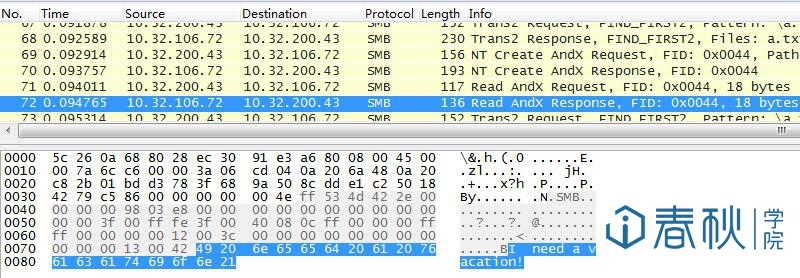 No. Time Source Destination Protocol Length Info
67 0.091878 10.32.200.43 10.32.106.72 SMB 152 Trans2 Request, FIND_FIRST2, Pattern: \a.
68 0.092589 10.32.106.72 10.32.200.43 SMB 230 Trans2 Response, FIND_FIRST2, Files: a.tx
69 0.092914 10.32.200.43 10.32.106.72 SMB 156 NT Create AndX Request, FID: 0x0044, Path
70 0.093757 10.32.106.72 10.32.200.43 SMB 193 NT Create AndX Response, FID: 0x0044
71 0.094011 10.32.200.43 10.32.106.72 SMB 117 Read AndX Request, FID: 0x0044, 18 bytes
72 0.094765 10.32.106.72 10.32.200.43 SMB 136 Read AndX Response, FID: 0x0044, 18 bytes
73 0.095314 10.32.200.43 10.32.106.72 SMB 152 Trans2 Request, FIND_FIRST2, Pattern: \a
0000 5c 26 0a 68 80 28 ec 30 91 e3 a6 80 08 00 45 00 \&.h.(.0 ......E.
0010 00 7a 6c c6 00 00 3a 06 cd 04 0a 20 6a 48 0a 20 .zl...:. ... jH.
0020 c8 2b 01 bd d3 78 3f 68 9a 50 8c dd e1 c2 50 18 .+...x?h .P....P.
0030 42 79 c5 86 00 00 00 00 00 4e ff 53 4d 42 2e 00 By...... .N.SMB..
0040 00 00 00 98 03 e8 00 00 00 00 00 00 00 00 00 00 ........ ........
0050 00 00 3f 00 ff fe 3f 00 40 08 0c ff 00 00 00 ff ..?...?. @.......
0060 ff 00 00 00 00 00 12 00 3c 00 00 00 00 00 00 00 ........ <.......
0070 00 00 00 13 00 42 49 20 6e 65 65 64 20 61 20 76 .....BI need a v
0080 61 63 61 74 69 6f 6e 21 acation!
春秋 学院